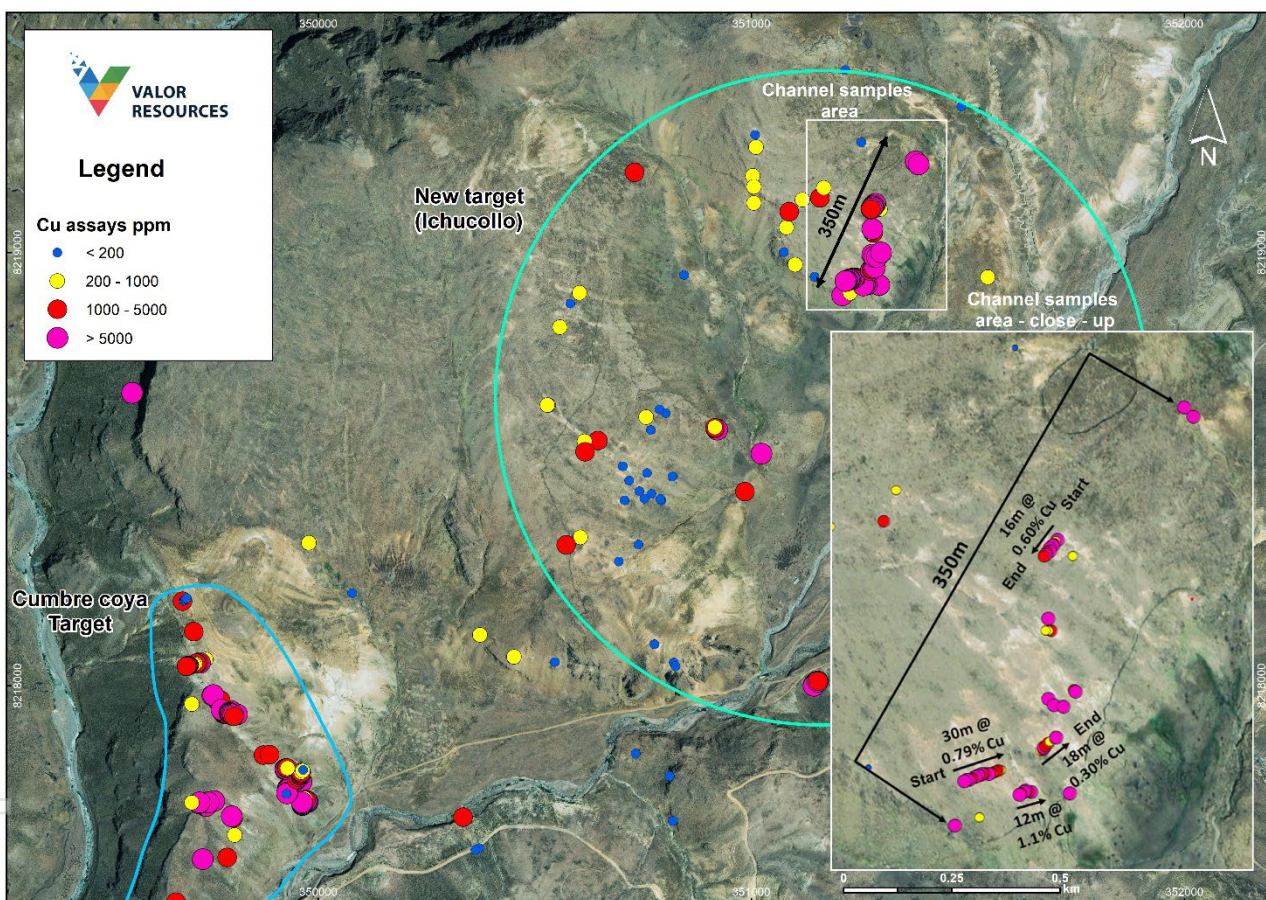 350000
351000
352000
VALOR
RESOURCES
Legend
Cu assays ppm
< 200
200 - 1000
1000 - 5000
> 5000
Channel samples
area
N
New target
(Ichucollo)
350m
8219000
8219000
Channel samples
area - close - up
Start
16m @
0.60% Cu
End
350m
Cumbre coya
Target
8218000
8218000
30m @
0.79% Cu
Start
End
18m @
0.30% Cu
12m @
1.1% Cu
350000
351000
352000
0
0.25
0.5
km